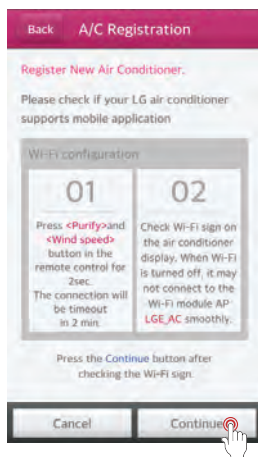 Back A/C Registration
Register New Air Conditioner.
Please check if your LG air conditioner
supports mobile application
Wi-Fi configuration
01
Press <Purify>and
<Wind speed>
button in the
remote control for
2sec.
The connection will
be timeout
in 2 min.
02
Check Wi-Fi sign on
the air conditioner
display. When Wi-Fi
is turned off, it may
not connect to the
Wi-Fi module AP
LGE_AC smoothly.
Press the Continue button after
checking the Wi-Fi sign.
Cancel Continue